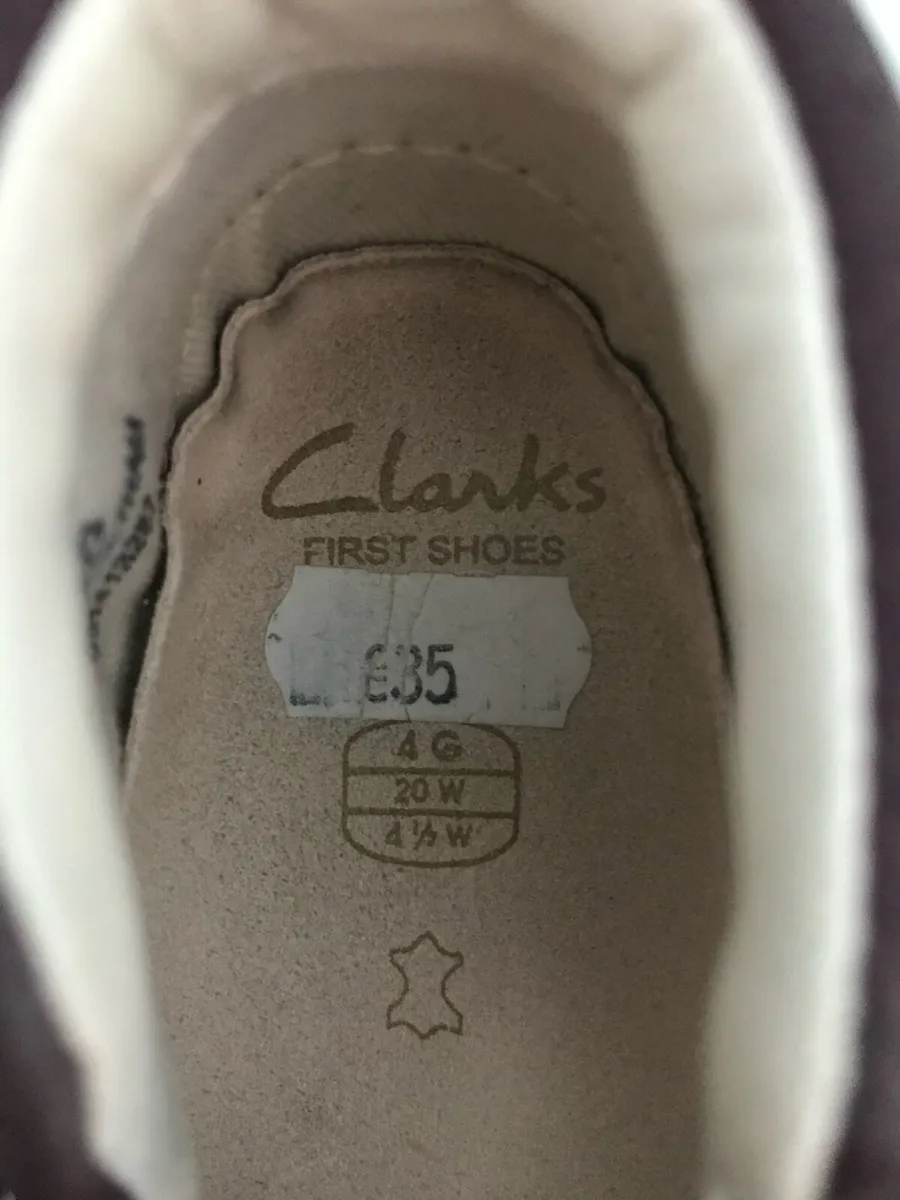 Clarks
FIRST SHOES
£35
4 G
20 W
4 ½ W